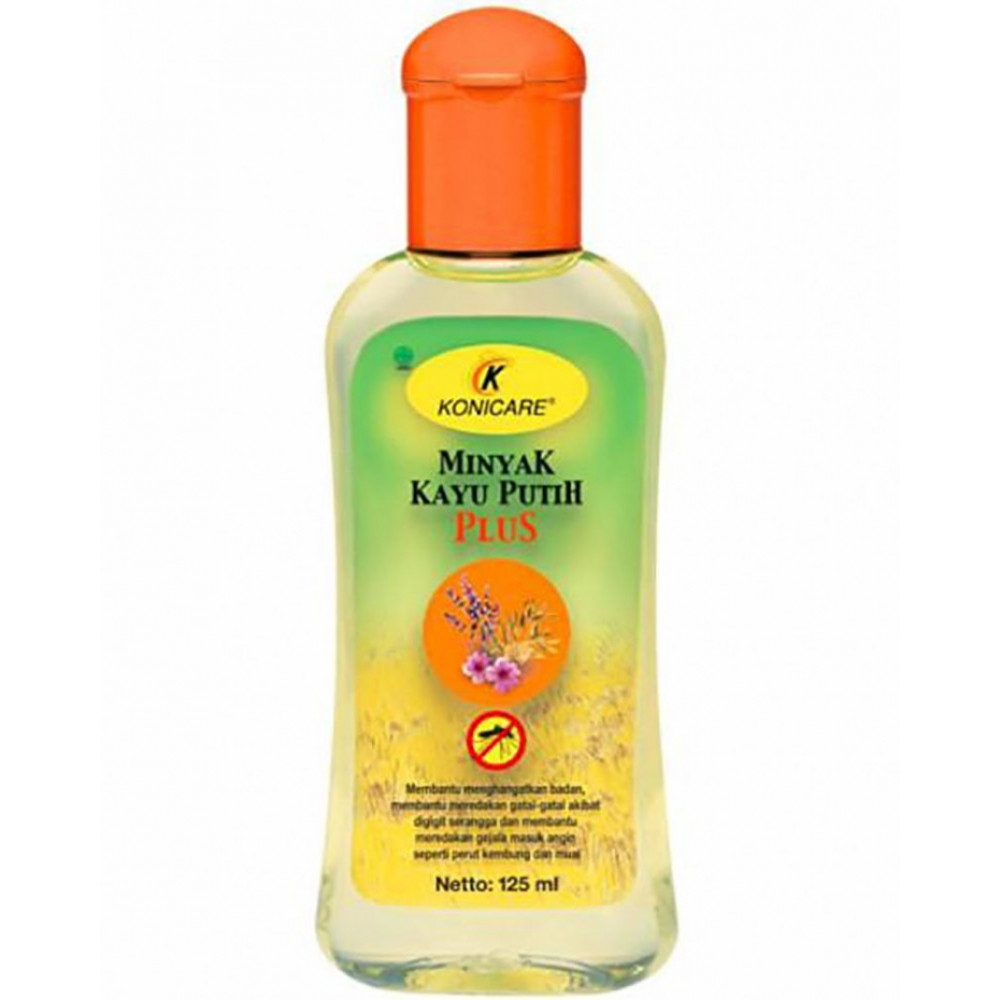 K
KONICARE®
MINYAK
KAYU PUTIH
PLUS
Membantu menghangatkan badan,
membantu meredakan gatal-gatal akibat
digigit serangga dan membantu
meredakan gejala masuk angin
seperti perut kembung dan mual
Netto: 125 ml